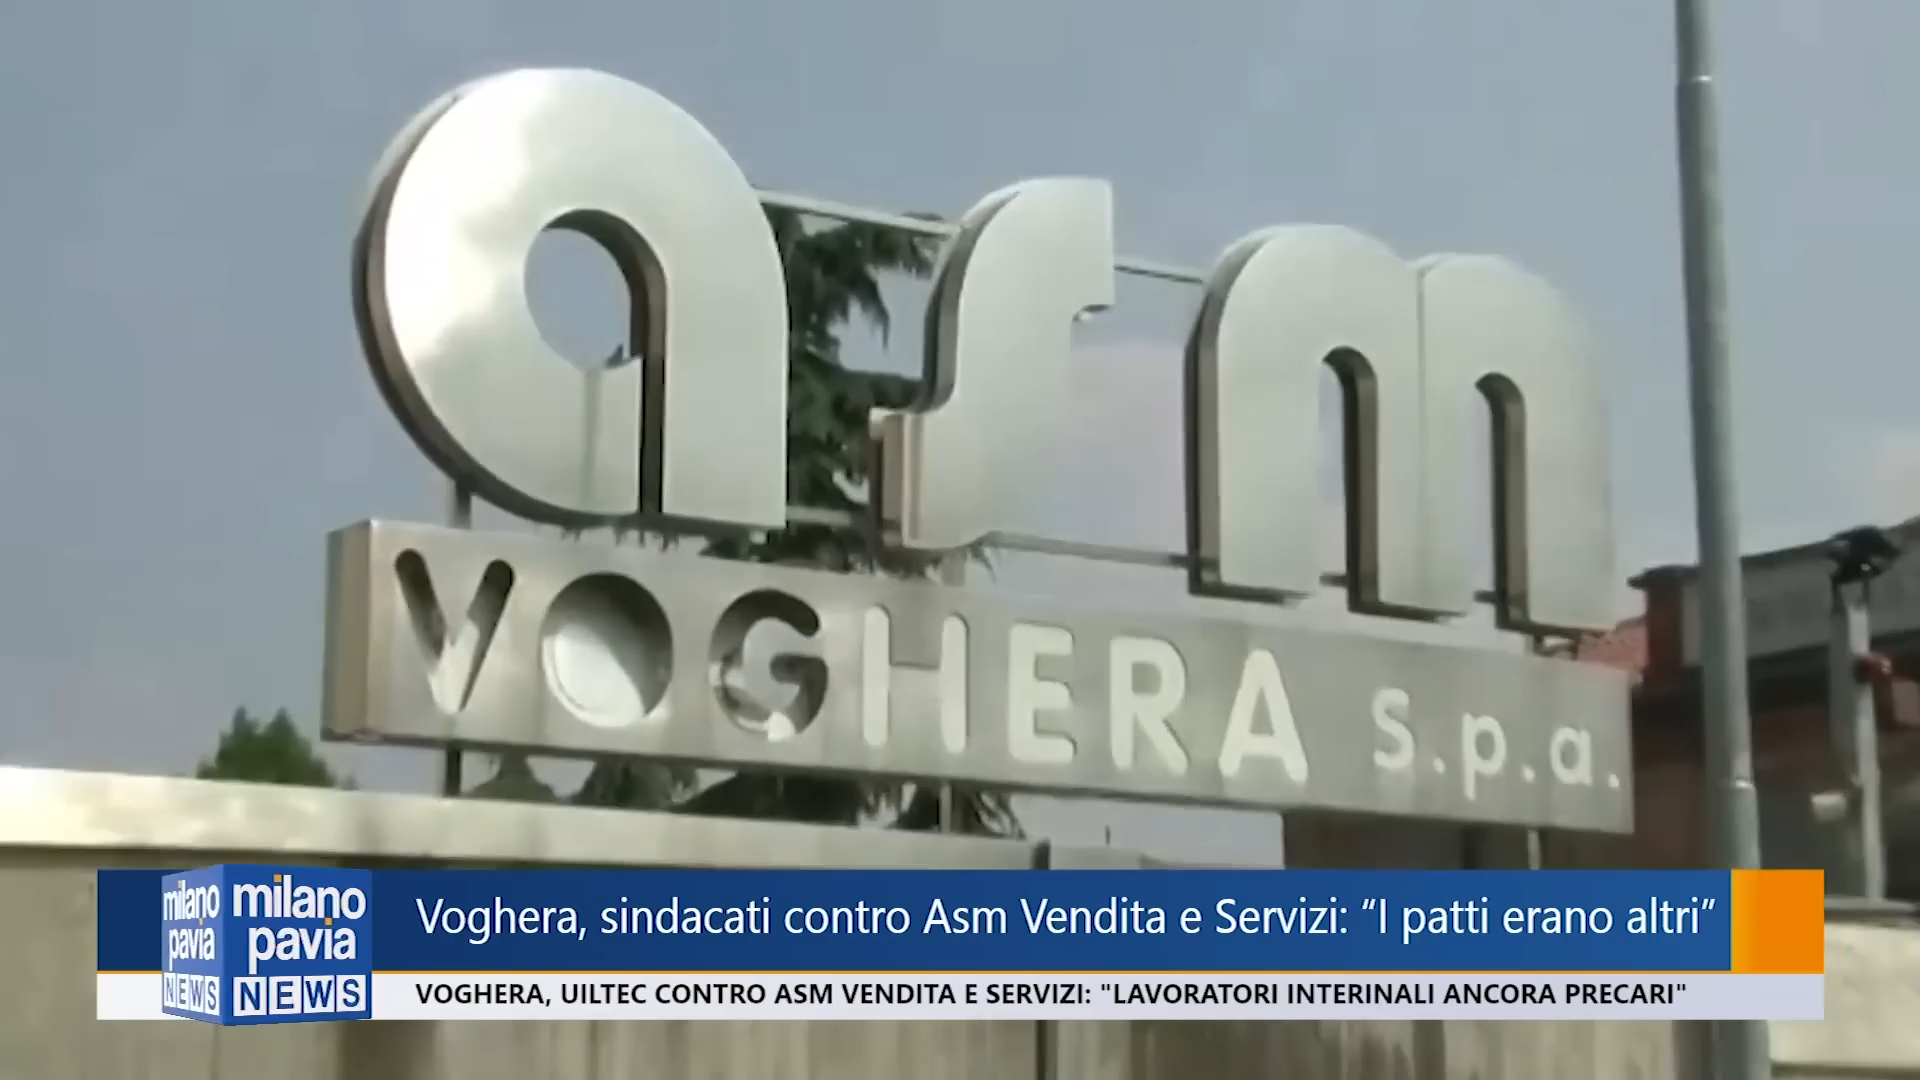 asm
VOGHERA s.p.a.
milano
pavia
NEWS
milano
pavia
NEWS
Voghera, sindacati contro Asm Vendita e Servizi: “I patti erano altri”
VOGHERA, UILTEC CONTRO ASM VENDITA E SERVIZI: "LAVORATORI INTERINALI ANCORA PRECARI"